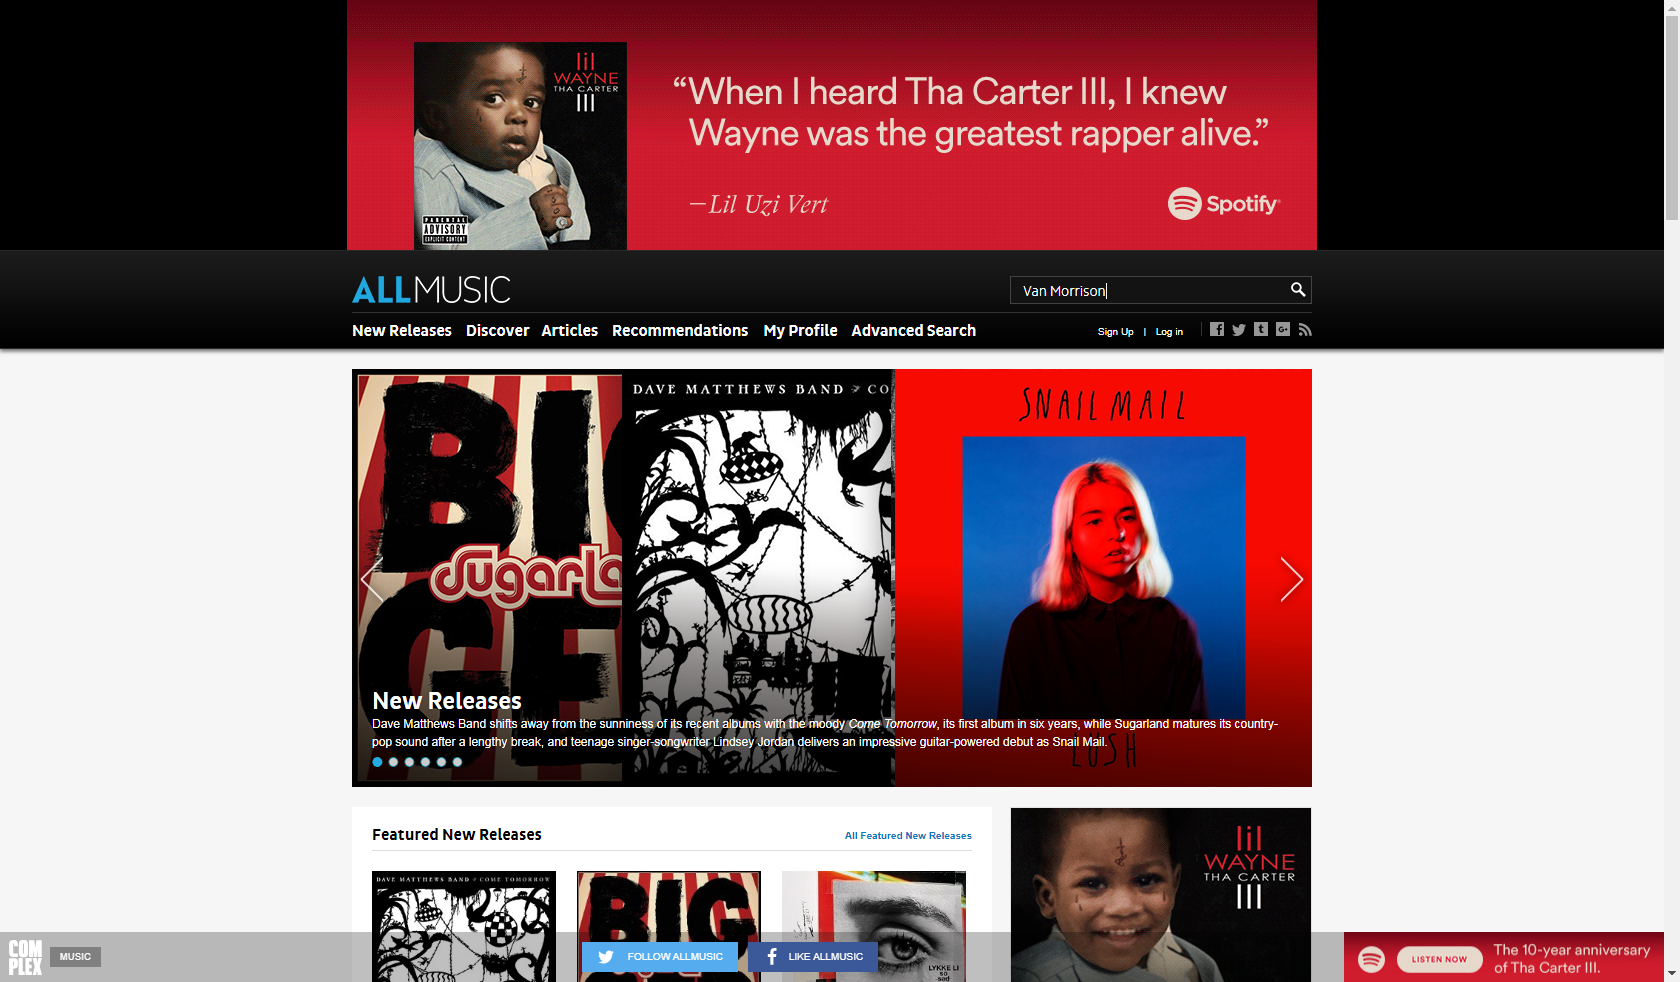 lil
WAYNE
THA CARTER
III
PARENTAL
ADVISORY
EXPLICIT CONTENT
“When I heard Tha Carter III, I knew
Wayne was the greatest rapper alive.”
—Lil Uzi Vert
Spotify
ALLMUSIC
Van Morrison
New Releases Discover Articles Recommendations My Profile Advanced Search
Sign Up | Log in
BIG
Sugarla
GE
DAVE MATTHEWS BAND CO
SNAIL MAIL
LUSH
New Releases
Dave Matthews Band shifts away from the sunniness of its recent albums with the moody Come Tomorrow, its first album in six years, while Sugarland matures its country-
pop sound after a lengthy break, and teenage singer-songwriter Lindsey Jordan delivers an impressive guitar-powered debut as Snail Mail.
Featured New Releases
All Featured New Releases
DAVE MATTHEWS BAND COME TOMORROW
BIG
LYKKE LI
so
sad
lil
WAYNE
THA CARTER
III
COMPLEX
MUSIC
FOLLOW ALLMUSIC
LIKE ALLMUSIC
LISTEN NOW
The 10-year anniversary
of Tha Carter III.